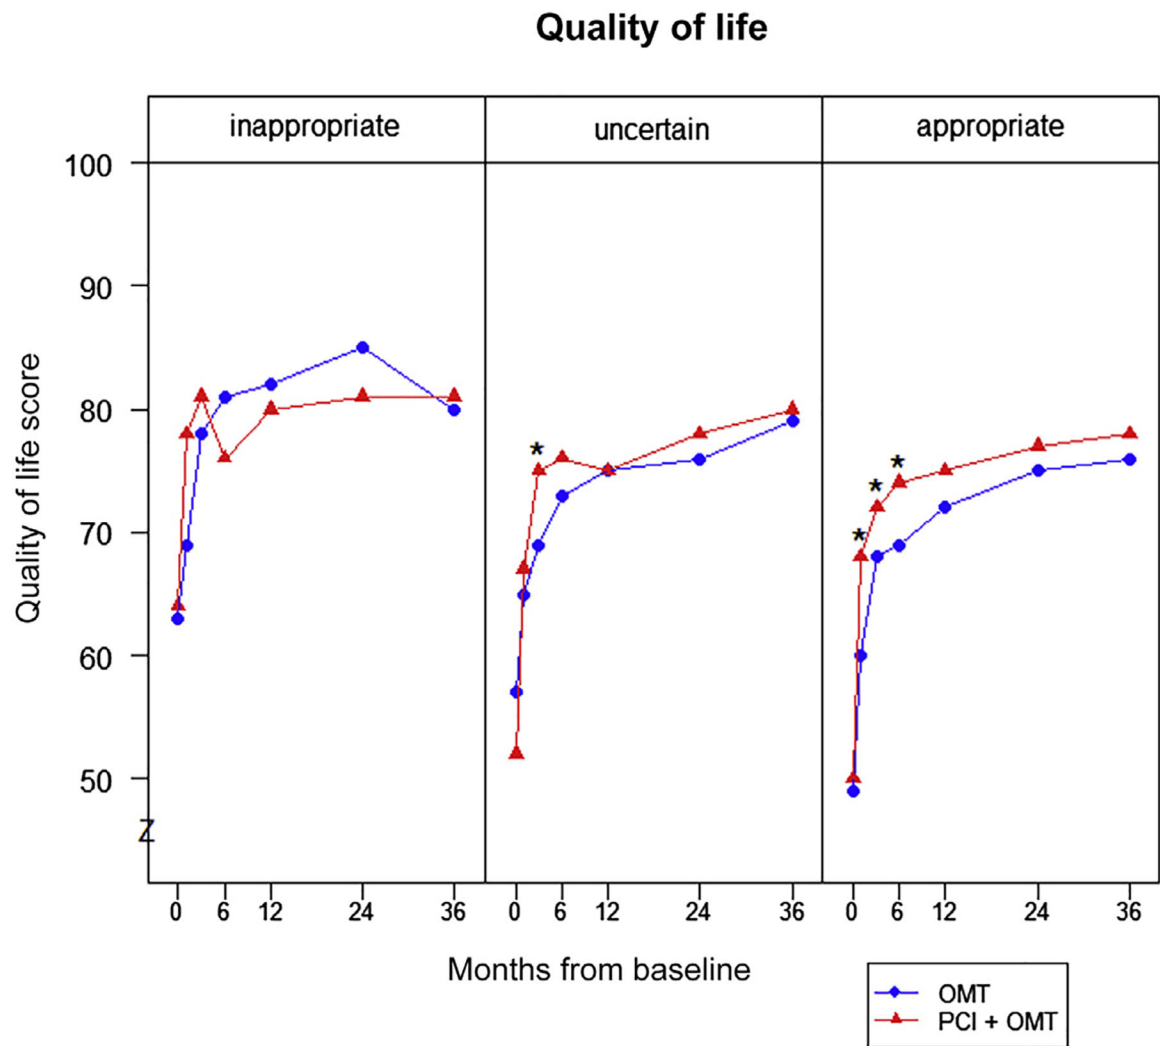 Quality of life
inappropriate
uncertain
appropriate
100
90
80
70
60
50
Z
Quality of life score
*
*
*
*
0 6 12 24 36
0 6 12 24 36
0 6 12 24 36
Months from baseline
OMT
PCI + OMT